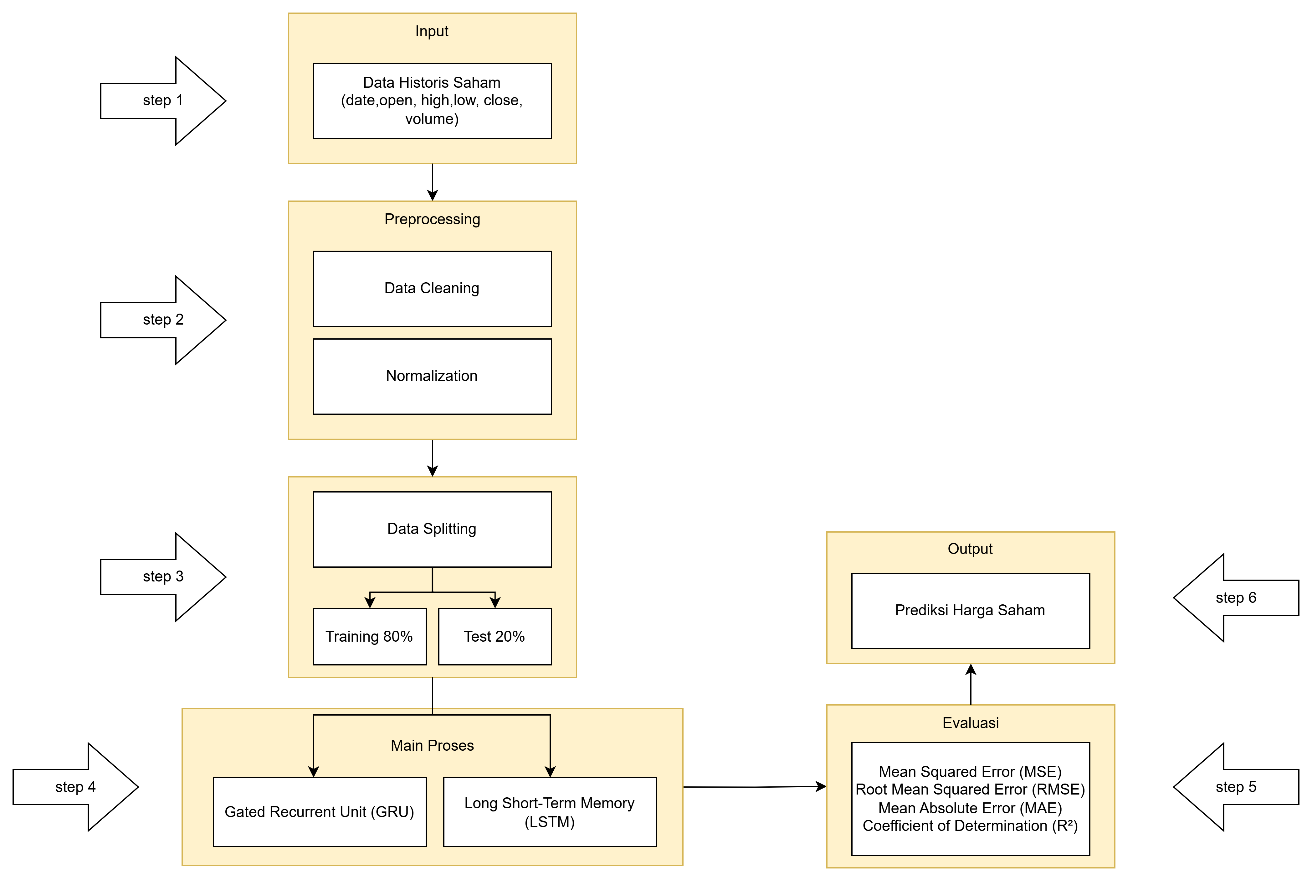 Input
step 1
Data Historis Saham
(date,open, high,low, close,
volume)
Preprocessing
step 2
Data Cleaning
Normalization
step 3
Data Splitting
Training 80%
Test 20%
step 4
Main Proses
Gated Recurrent Unit (GRU)
Long Short-Term Memory
(LSTM)
Evaluasi
Mean Squared Error (MSE)
Root Mean Squared Error (RMSE)
Mean Absolute Error (MAE)
Coefficient of Determination (R²)
step 5
Output
Prediksi Harga Saham
step 6